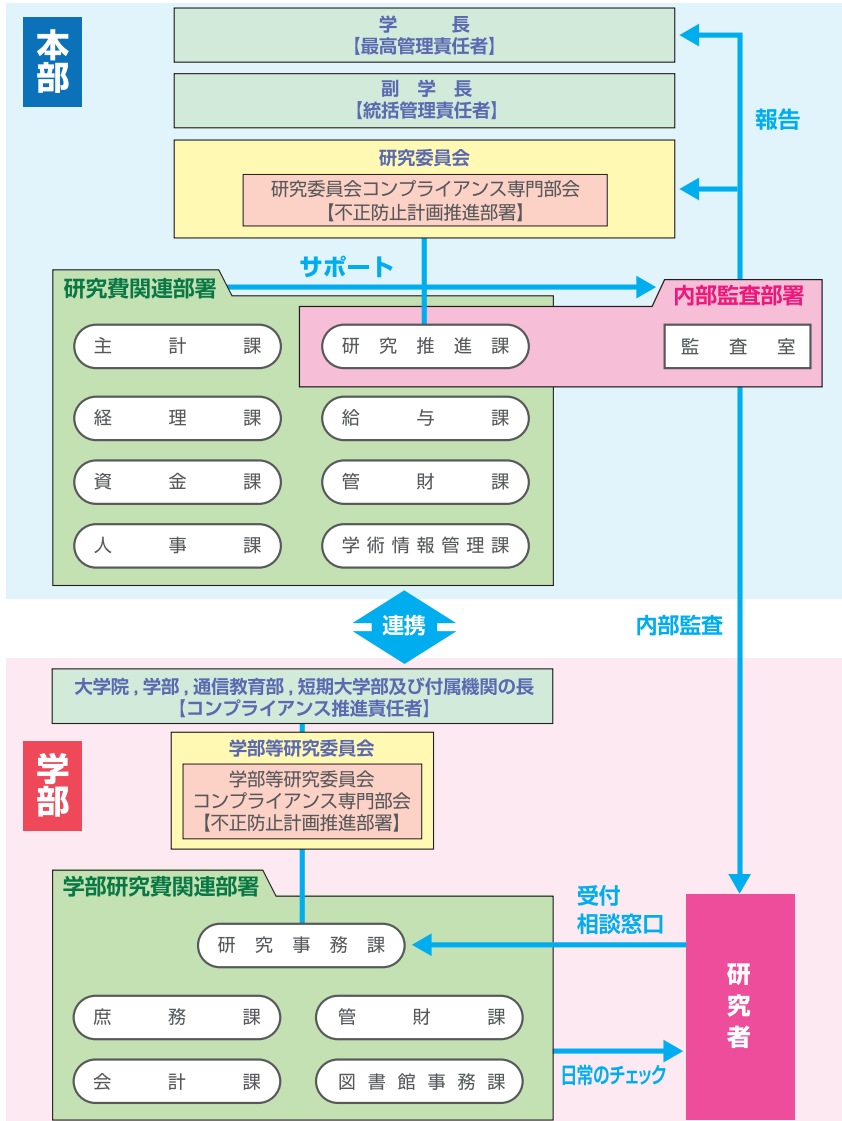 本部
学長
【最高管理責任者】
副学長
【統括管理責任者】
報告
研究委員会
研究委員会コンプライアンス専門部会
【不正防止計画推進部署】
サポート
研究費関連部署
内部監査部署
主計課
研究推進課
監査室
経理課
給与課
資金課
管財課
人事課
学術情報管理課
連携
内部監査
大学院,学部,通信教育部,短期大学部及び付属機関の長
【コンプライアンス推進責任者】
学部
学部等研究委員会
学部等研究委員会
コンプライアンス専門部会
【不正防止計画推進部署】
学部研究費関連部署
受付
相談窓口
研究事務課
研究者
庶務課
管財課
会計課
図書館事務課
日常のチェック